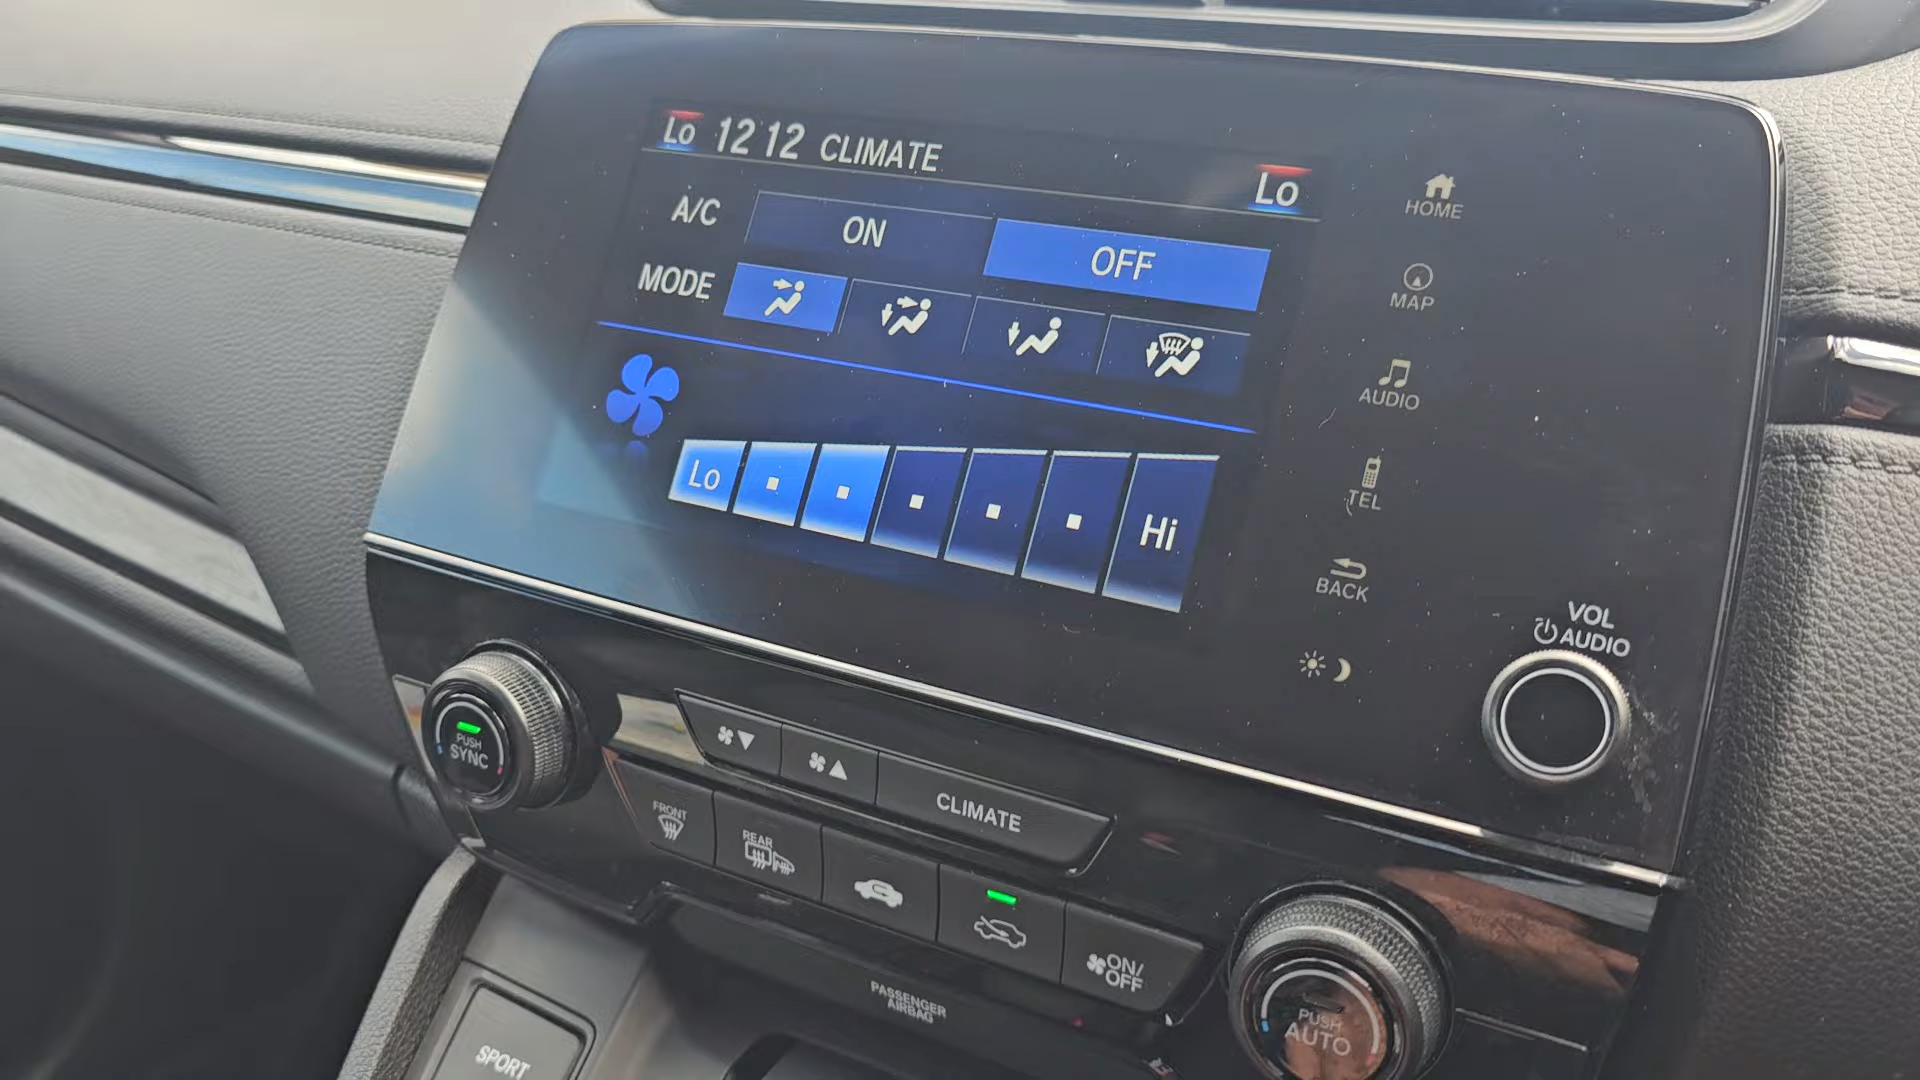 Lo 12 12 CLIMATE Lo
A/C ON OFF
MODE
Lo Hi
HOME
MAP
AUDIO
TEL
BACK
VOL
AUDIO
PUSH
SYNC
CLIMATE
FRONT
REAR
ON/
OFF
PASSENGER
AIRBAG
PUSH
AUTO
SPORT